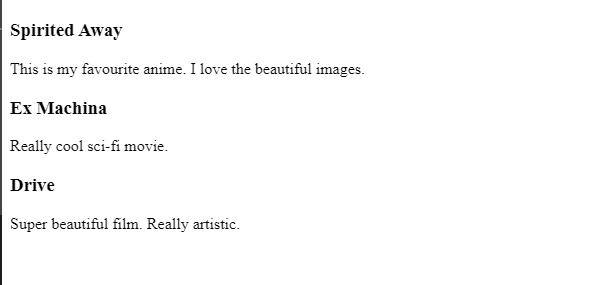 Spirited Away
This is my favourite anime. I love the beautiful images.
Ex Machina
Really cool sci-fi movie.
Drive
Super beautiful film. Really artistic.